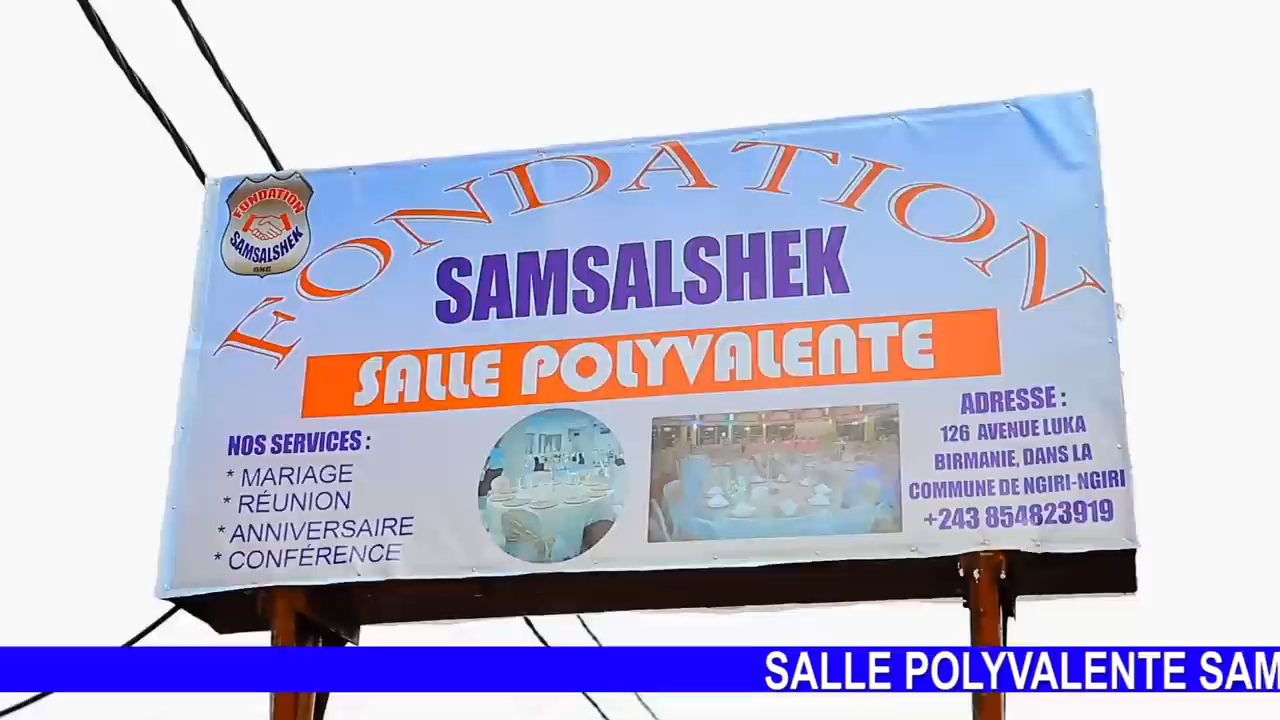 FONDATION
FONDATION
SAMSALSHEK
ONG
SAMSALSHEK
SALLE POLYVALENTE
NOS SERVICES :
* MARIAGE
* RÉUNION
* ANNIVERSAIRE
* CONFÉRENCE
ADRESSE :
126 AVENUE LUKA
BIRMANIE, DANS LA
COMMUNE DE NGIRI-NGIRI
+243 854823919
SALLE POLYVALENTE SAM